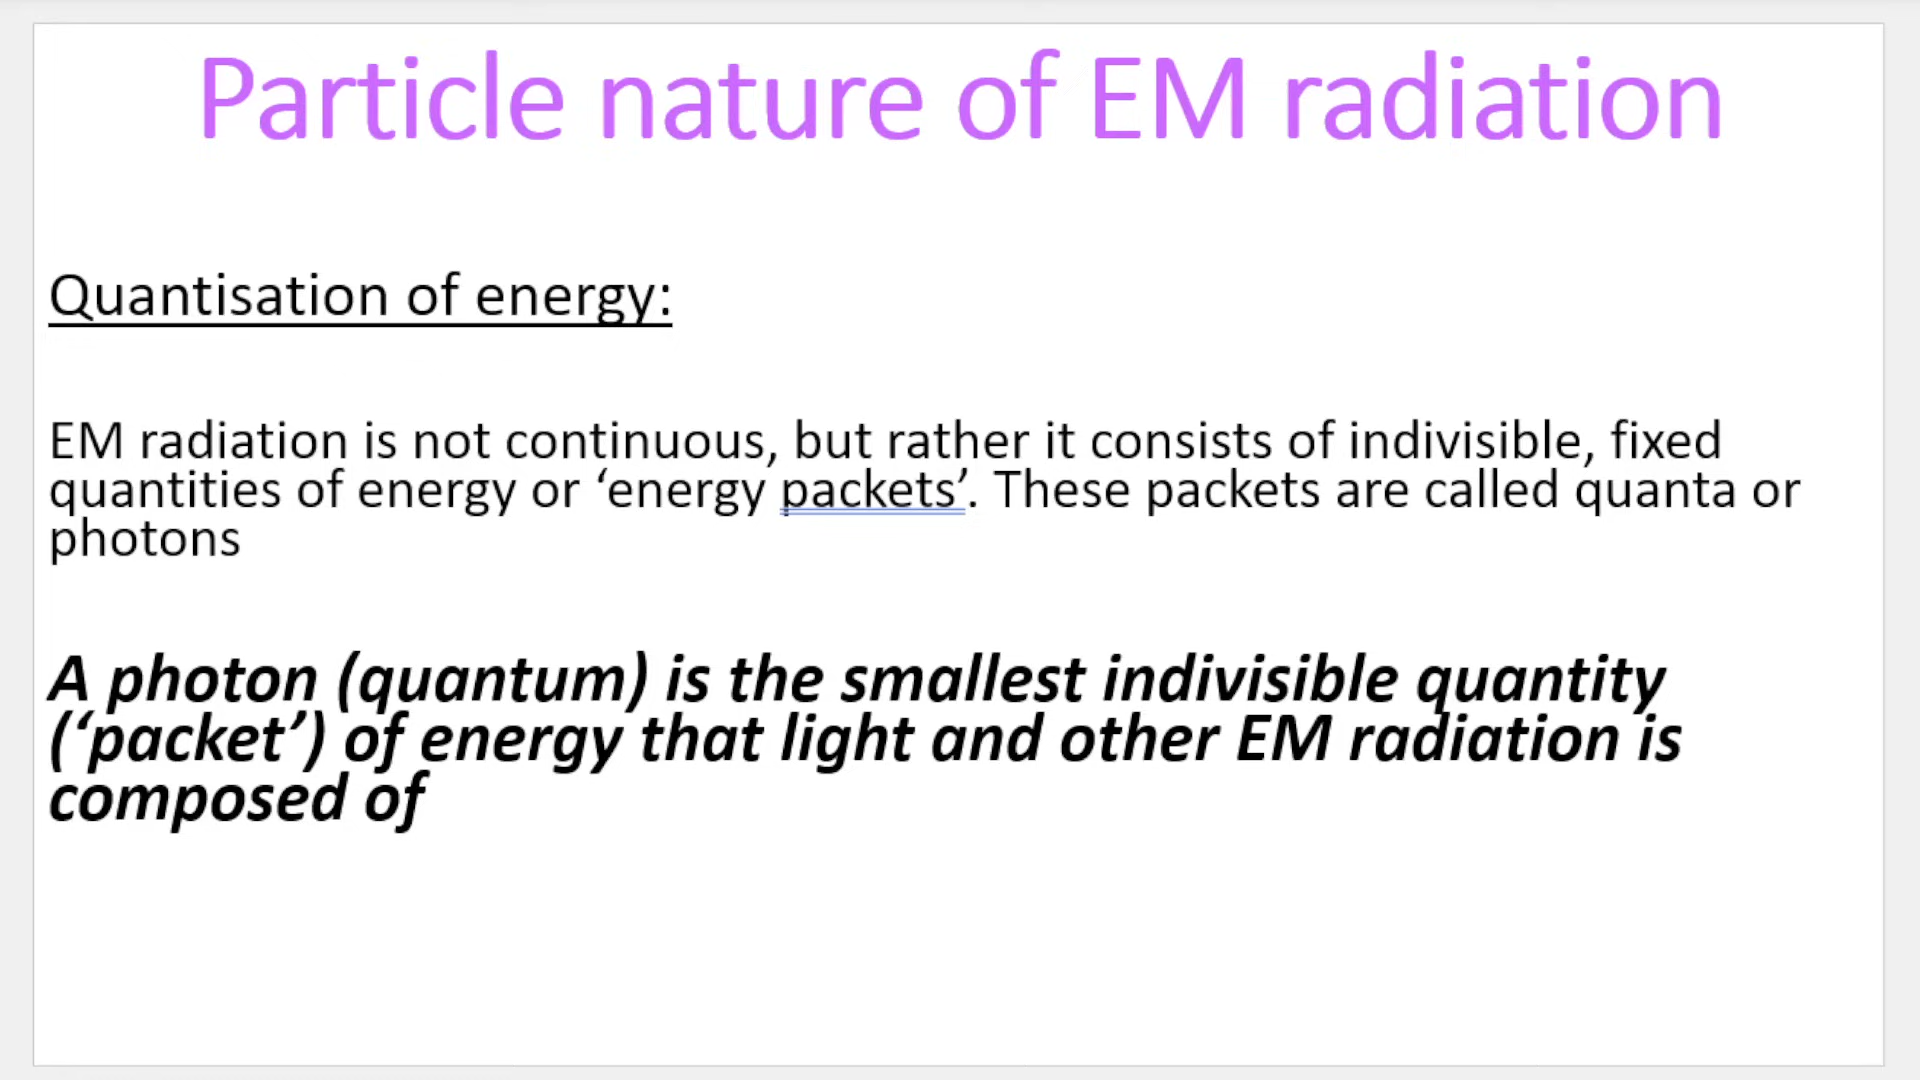 Particle nature of EM radiation
Quantisation of energy:
EM radiation is not continuous, but rather it consists of indivisible, fixed
quantities of energy or ‘energy packets’. These packets are called quanta or
photons
A photon (quantum) is the smallest indivisible quantity
(‘packet’) of energy that light and other EM radiation is
composed of